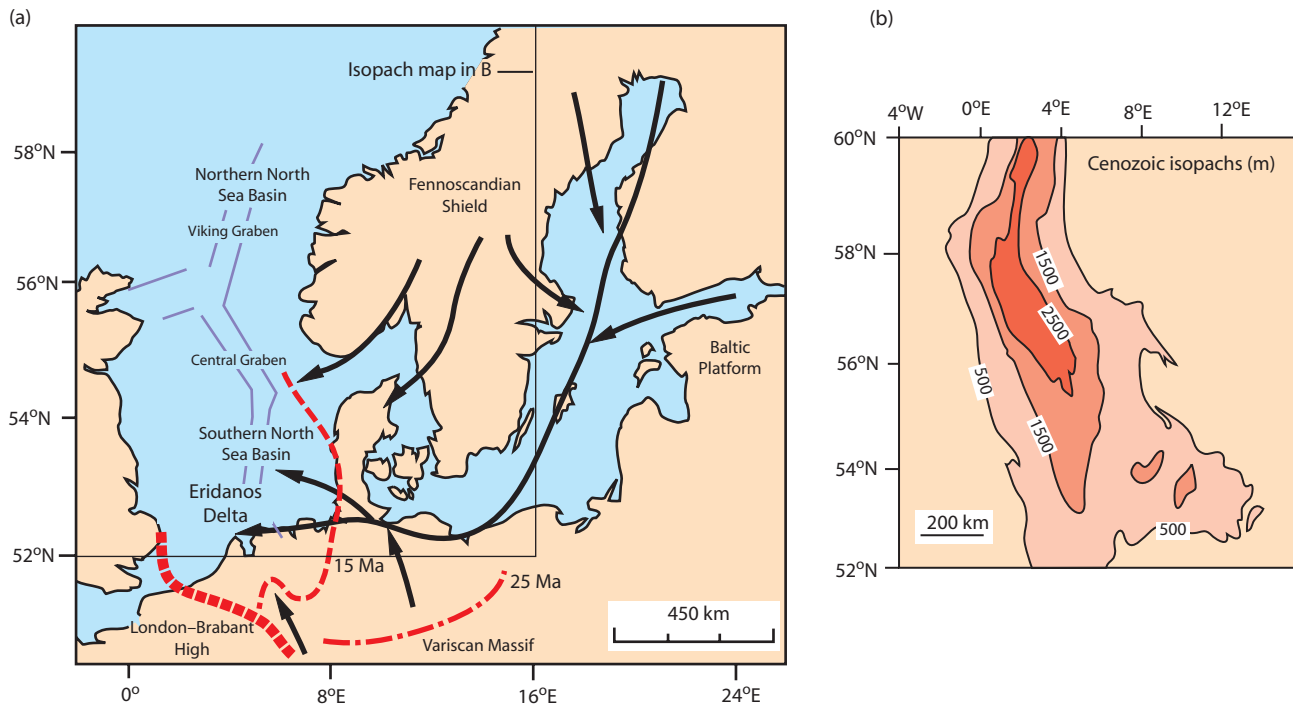 (a)
Isopach map in B
58°N
56°N
54°N
52°N
Northern North
Sea Basin
Viking Graben
Fennoscandian
Shield
Central Graben
Baltic
Platform
Southern North
Sea Basin
Eridanos
Delta
15 Ma
25 Ma
London–Brabant
High
Variscan Massif
450 km
0°
8°E
16°E
24°E
(b)
4°W
0°E
4°E
8°E
12°E
60°N
58°N
56°N
54°N
52°N
Cenozoic isopachs (m)
1500
2500
500
1500
500
200 km